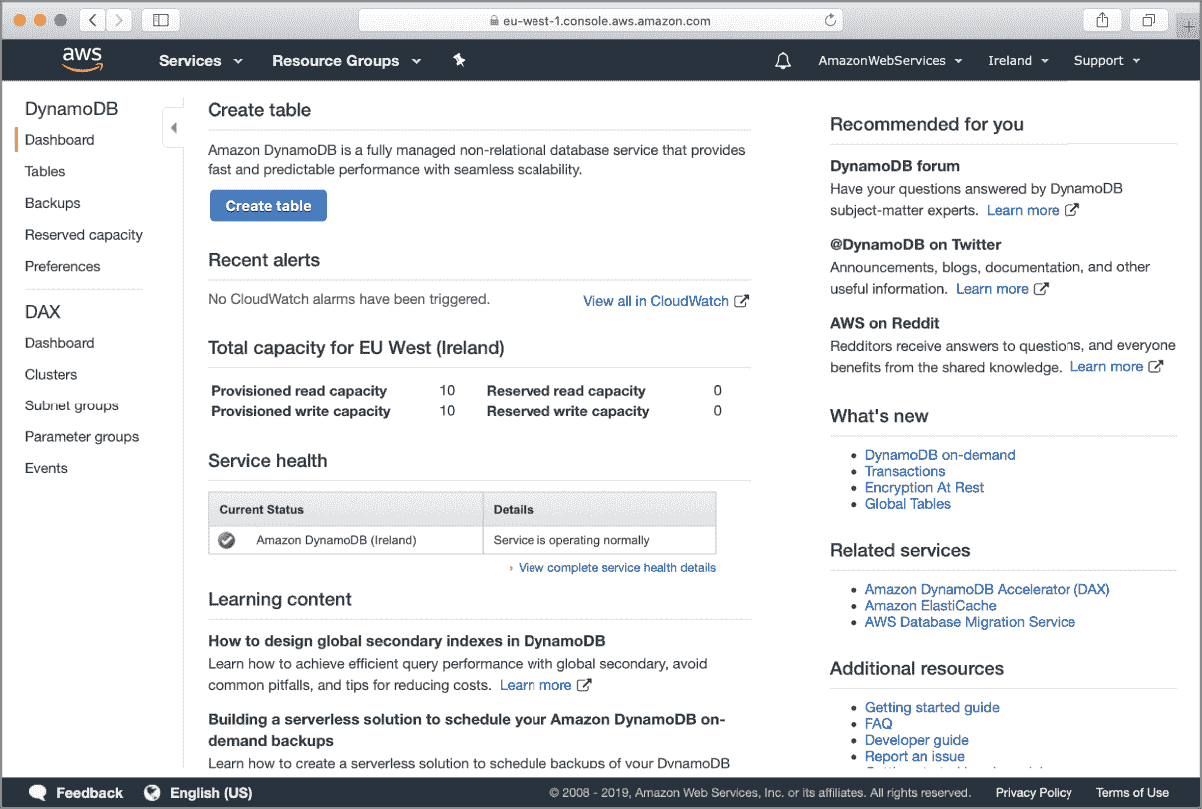 eu-west-1.console.aws.amazon.com
aws
Services
Resource Groups
AmazonWebServices
Ireland
Support
DynamoDB
Dashboard
Tables
Backups
Reserved capacity
Preferences
DAX
Dashboard
Clusters
Subnet groups
Parameter groups
Events
Create table
Amazon DynamoDB is a fully managed non-relational database service that provides
fast and predictable performance with seamless scalability.
Create table
Recent alerts
No CloudWatch alarms have been triggered.
View all in CloudWatch
Total capacity for EU West (Ireland)
Provisioned read capacity 10 Reserved read capacity 0
Provisioned write capacity 10 Reserved write capacity 0
Service health
Current Status Details
Amazon DynamoDB (Ireland) Service is operating normally
View complete service health details
Learning content
How to design global secondary indexes in DynamoDB
Learn how to achieve efficient query performance with global secondary, avoid
common pitfalls, and tips for reducing costs. Learn more
Building a serverless solution to schedule your Amazon DynamoDB on-
demand backups
Learn how to create a serverless solution to schedule backups of your DynamoDB
Recommended for you
DynamoDB forum
Have your questions answered by DynamoDB
subject-matter experts. Learn more
@DynamoDB on Twitter
Announcements, blogs, documentation, and other
useful information. Learn more
AWS on Reddit
Redditors receive answers to questions, and everyone
benefits from the shared knowledge. Learn more
What's new
DynamoDB on-demand
Transactions
Encryption At Rest
Global Tables
Related services
Amazon DynamoDB Accelerator (DAX)
Amazon ElastiCache
AWS Database Migration Service
Additional resources
Getting started guide
FAQ
Developer guide
Report an issue
Feedback
English (US)
© 2008 - 2019, Amazon Web Services, Inc. or its affiliates. All rights reserved.
Privacy Policy
Terms of Use